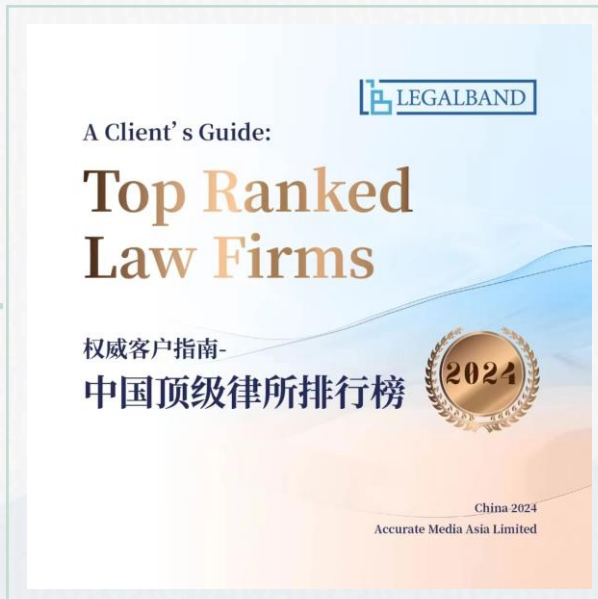 LEGALBAND
A Client's Guide:
Top Ranked
Law Firms
权威客户指南-
中国顶级律所排行榜
2024
China 2024
Accurate Media Asia Limited